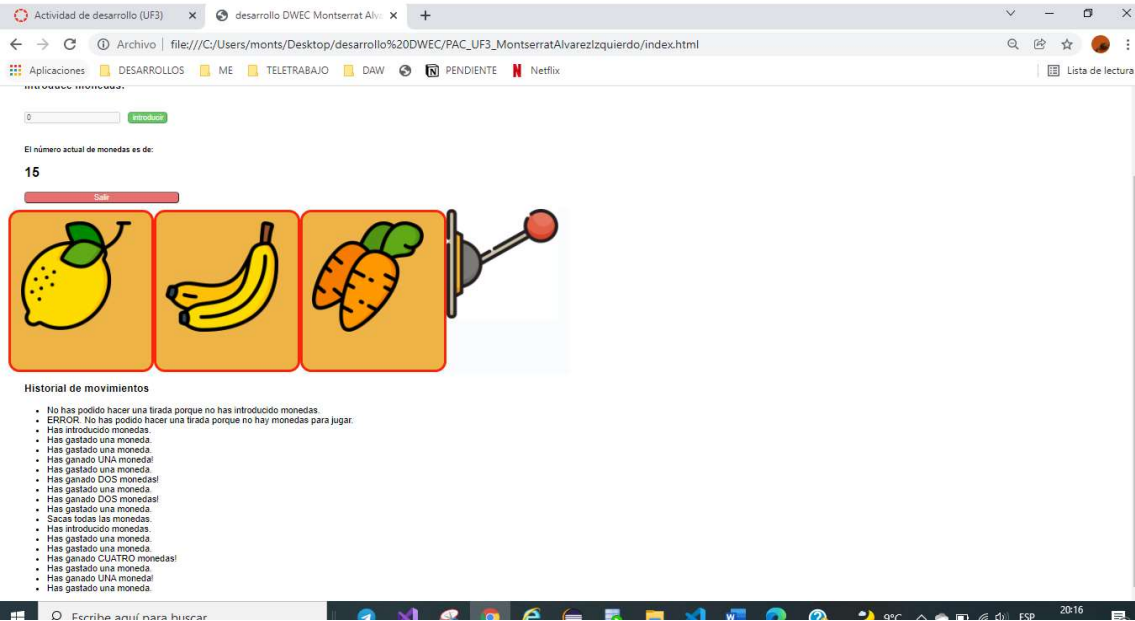 Actividad de desarrollo (UF3)
desarrollo DWEC Montserrat Alv
Archivo | file:///C:/Users/monts/Desktop/desarrollo%20DWEC/PAC_UF3_MontserratAlvarezIzquierdo/index.html
Aplicaciones DESARROLLOS ME TELETRABAJO DAW PENDIENTE Netflix Lista de lectura
Introduce monedas:
0 introducir
El número actual de monedas es de:
15
Salir
Historial de movimientos
No has podido hacer una tirada porque no has introducido monedas.
ERROR. No has podido hacer una tirada porque no hay monedas para jugar.
Has introducido monedas.
Has gastado una moneda.
Has gastado una moneda.
Has ganado UNA moneda!
Has gastado una moneda.
Has ganado DOS monedas!
Has gastado una moneda.
Has ganado DOS monedas!
Has gastado una moneda.
Sacas todas las monedas.
Has introducido monedas.
Has gastado una moneda.
Has gastado una moneda.
Has ganado CUATRO monedas!
Has gastado una moneda.
Has ganado UNA moneda!
Has gastado una moneda.
Escribe aquí para buscar
9°C ESP 20:16